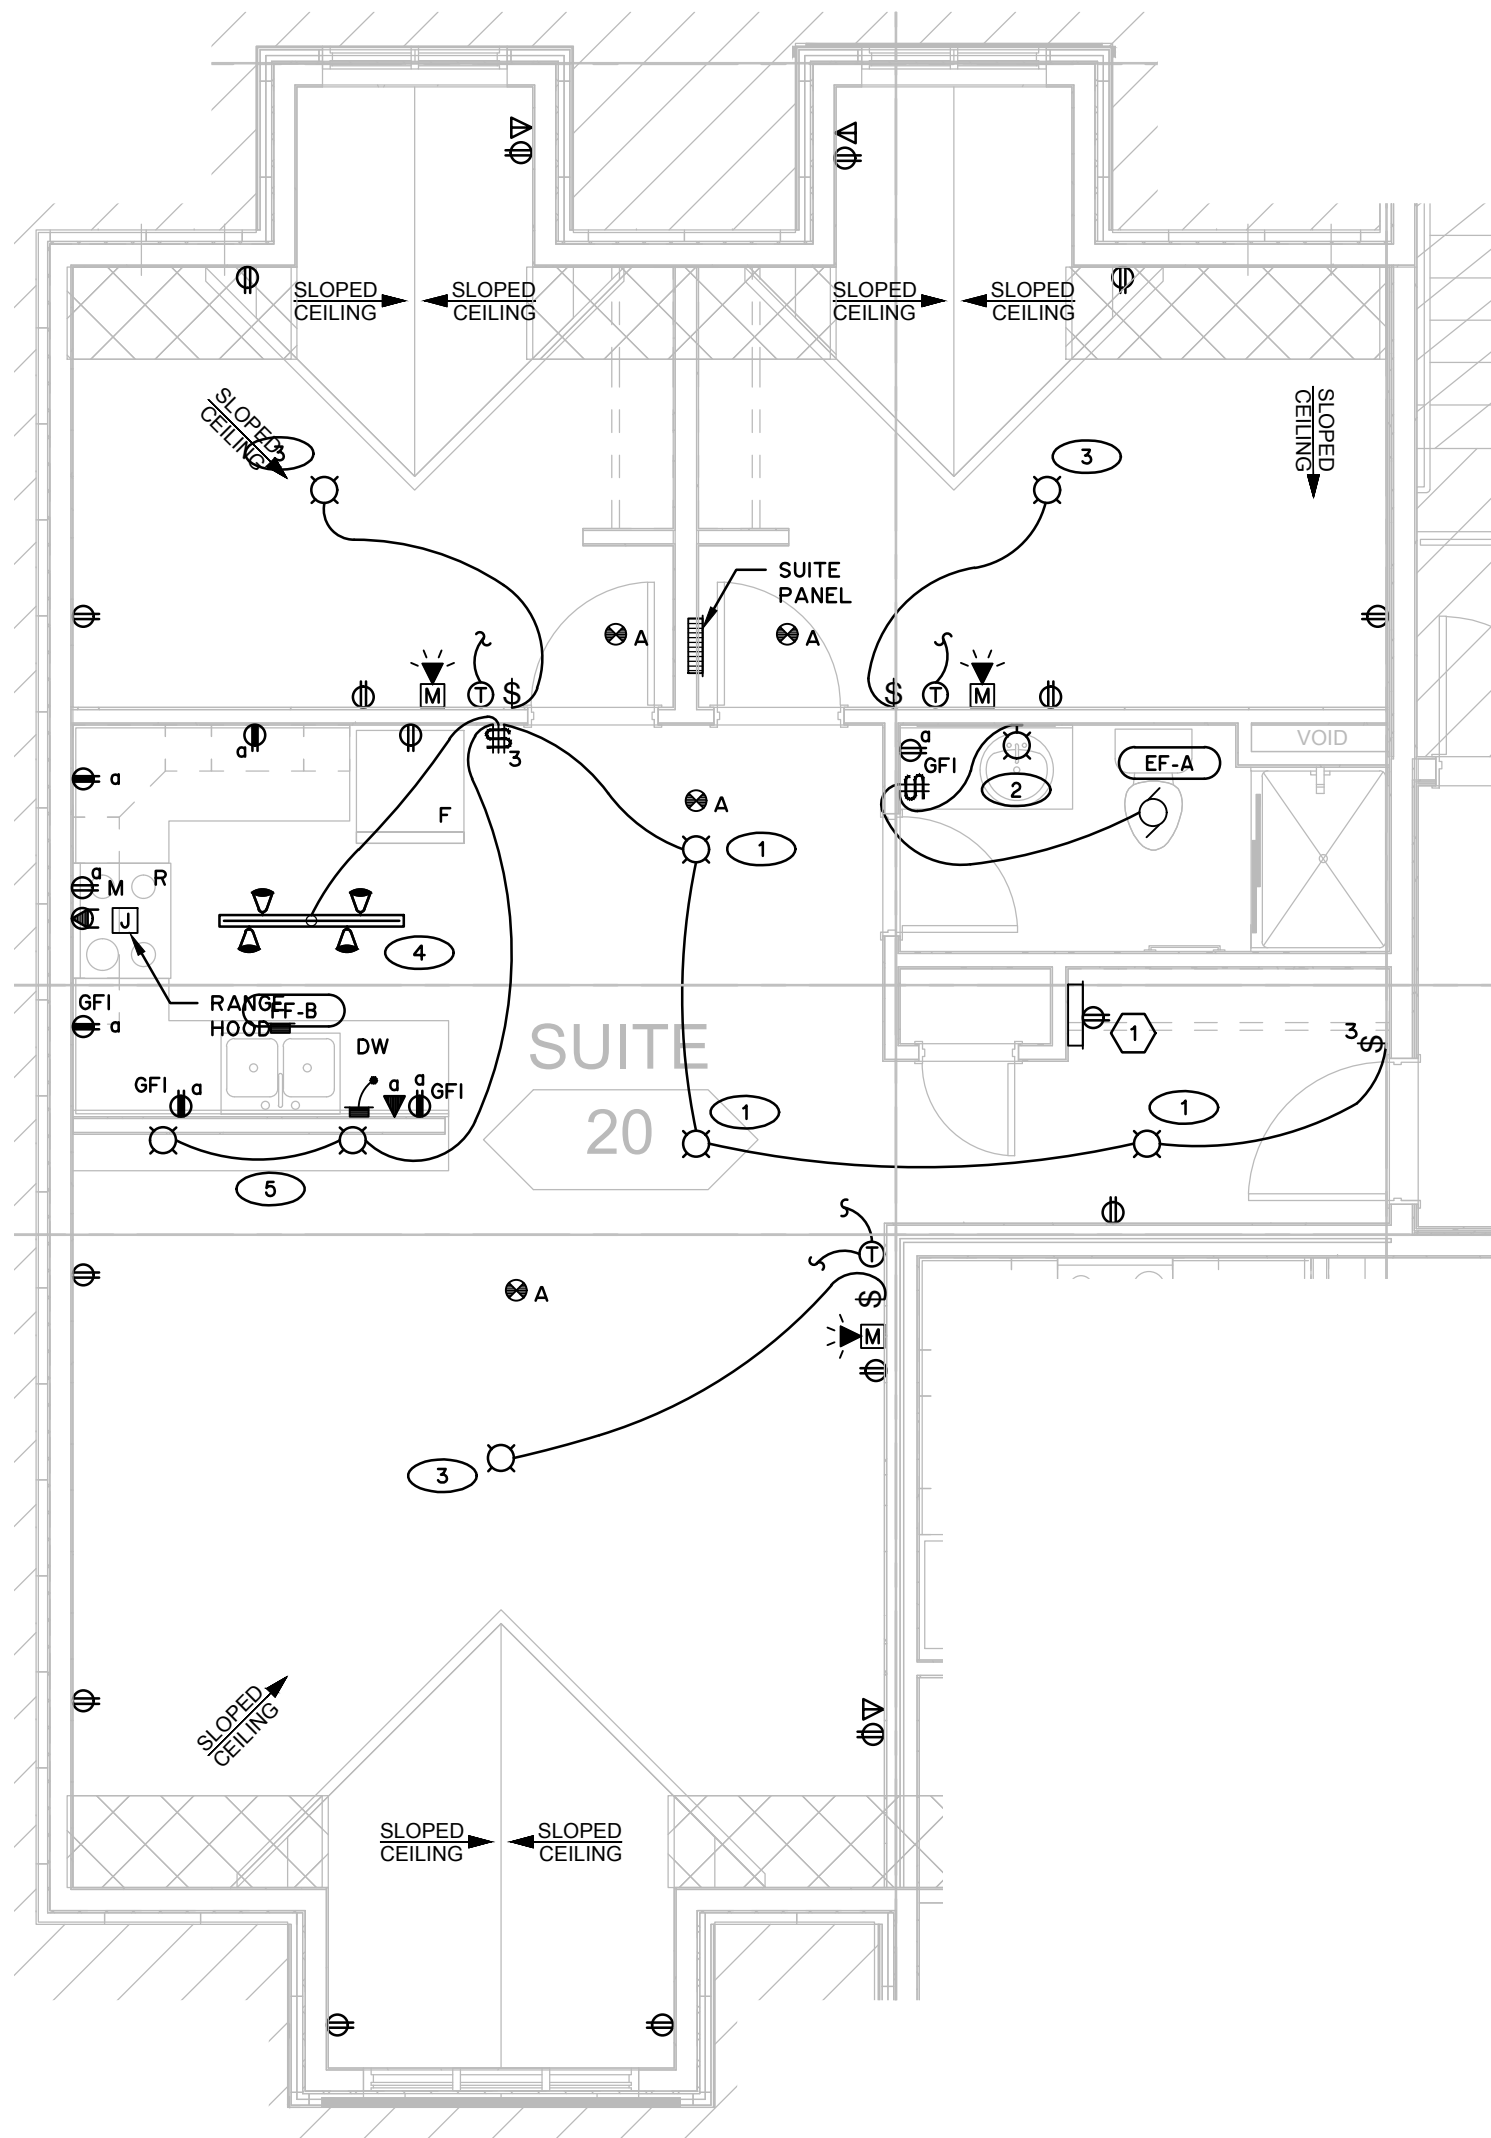 SLOPED
CEILING
SLOPED
CEILING
SLOPED
CEILING
SLOPED
CEILING
SLOPED
CEILING
3
3
SLOPED
CEILING
SUITE
PANEL
A
A
M
T
$
$
T
M
a
a
$
3
F
A
1
a
GFI
$
2
EF-A
VOID
a
M
R
J
4
GFI
a
RANGE
HOOD
EF-B
DW
SUITE
20
1
3
$
GFI
a
a
a
GFI
1
1
5
T
$
M
A
3
SLOPED
CEILING
SLOPED
CEILING
SLOPED
CEILING